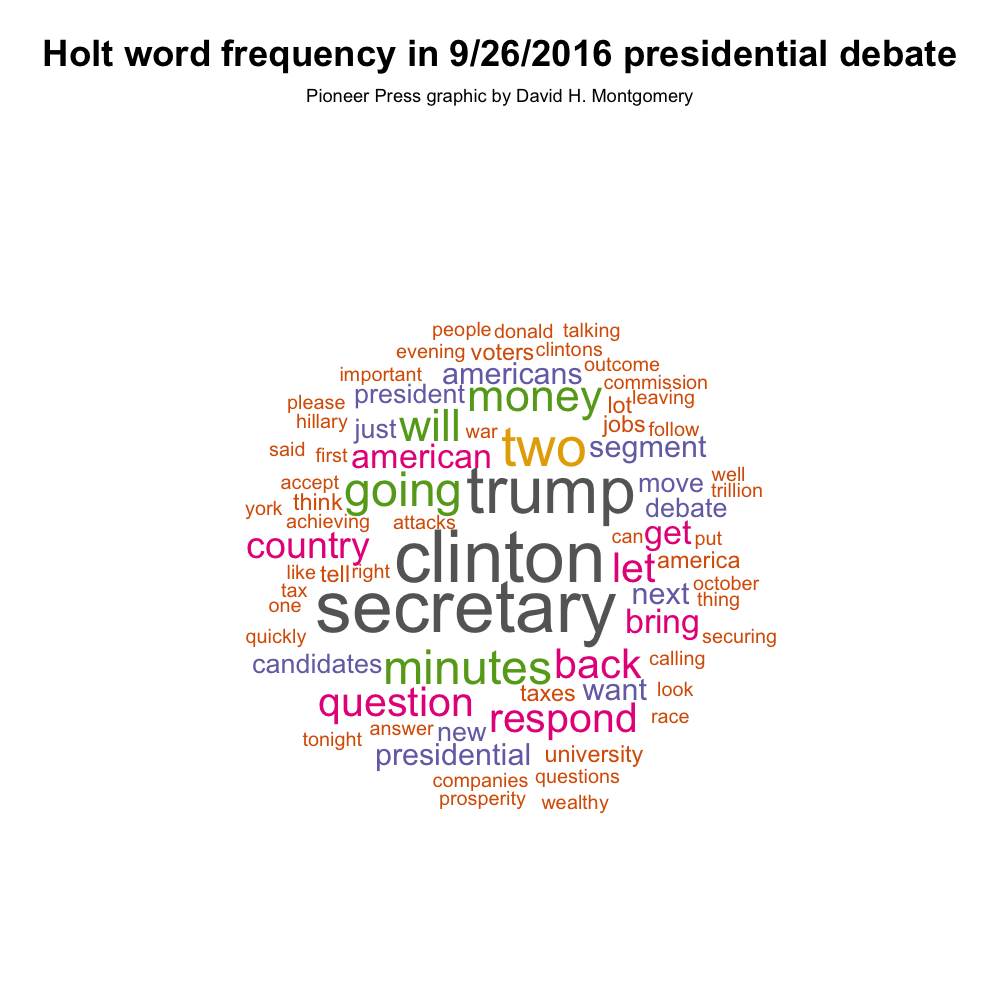 Holt word frequency in 9/26/2016 presidential debate
Pioneer Press graphic by David H. Montgomery
people donald talking
evening voters clintons
important americans outcome
president money commission
please lot leaving
hillary just will war jobs follow
said first american two segment
accept going trump move well
york think trillion
achieving attacks debate
country clinton can get put
like tell right let america
tax next october
one secretary thing
quickly bring securing
candidates minutes back calling
question taxes want look
respond race
tonight answer new
presidential university
companies questions
prosperity wealthy